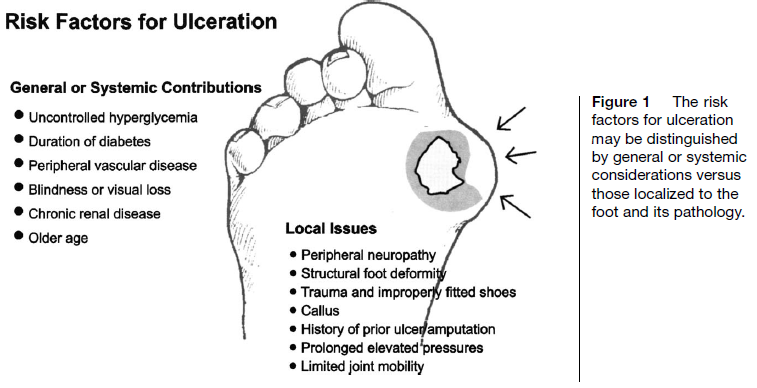 Risk Factors for Ulceration
General or Systemic Contributions
● Uncontrolled hyperglycemia
● Duration of diabetes
● Peripheral vascular disease
● Blindness or visual loss
● Chronic renal disease
● Older age
Local Issues
● Peripheral neuropathy
● Structural foot deformity
● Trauma and improperly fitted shoes
● Callus
● History of prior ulcer/amputation
● Prolonged elevated pressures
● Limited joint mobility
Figure 1 The risk
factors for ulceration
may be distinguished
by general or systemic
considerations versus
those localized to the
foot and its pathology.